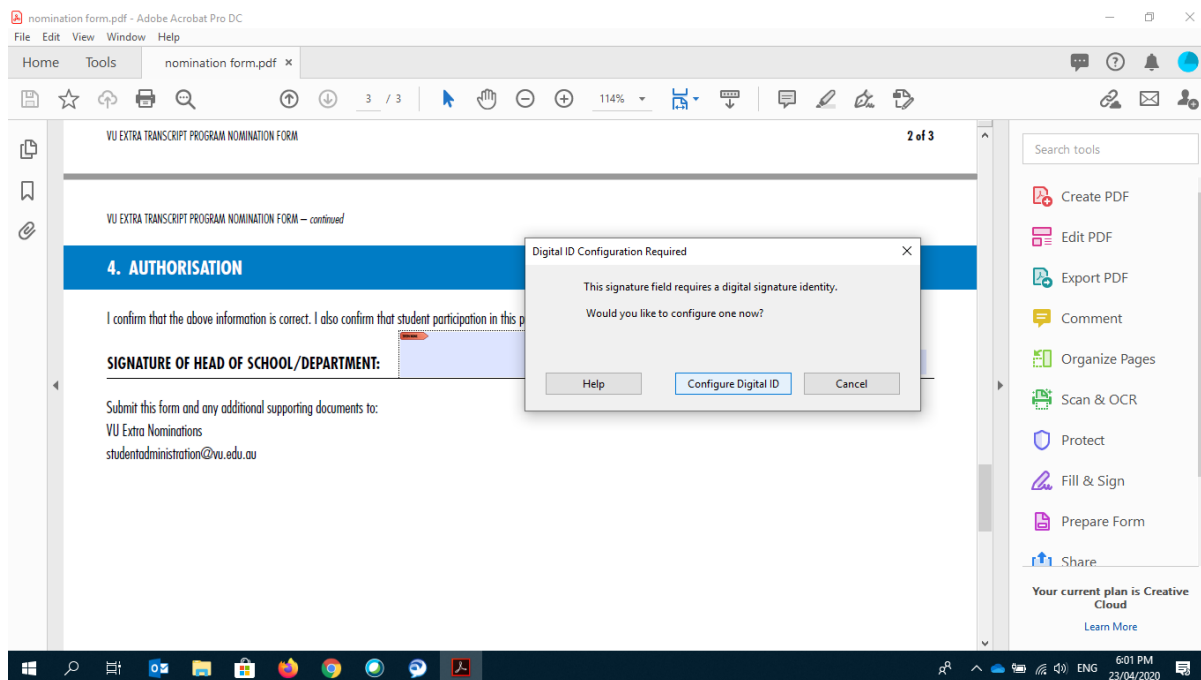 nomination form.pdf - Adobe Acrobat Pro DC
File Edit View Window Help
Home Tools nomination form.pdf ×
3 / 3 114%
VU EXTRA TRANSCRIPT PROGRAM NOMINATION FORM 2 of 3
VU EXTRA TRANSCRIPT PROGRAM NOMINATION FORM – continued
4. AUTHORISATION
I confirm that the above information is correct. I also confirm that student participation in this p
SIGNATURE OF HEAD OF SCHOOL/DEPARTMENT:
Submit this form and any additional supporting documents to:
VU Extra Nominations
studentadministration@vu.edu.au
Digital ID Configuration Required
This signature field requires a digital signature identity.
Would you like to configure one now?
Help Configure Digital ID Cancel
Search tools
Create PDF
Edit PDF
Export PDF
Comment
Organize Pages
Scan & OCR
Protect
Fill & Sign
Prepare Form
Share
Your current plan is Creative
Cloud
Learn More
ENG 6:01 PM
23/04/2020